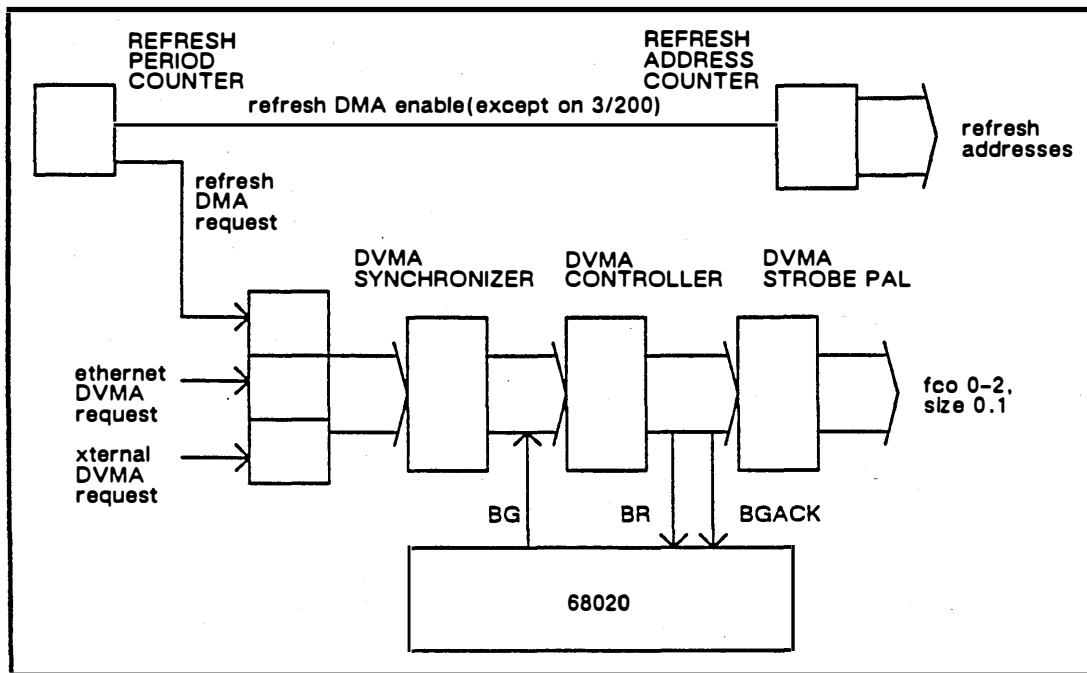 REFRESH
PERIOD
COUNTER
REFRESH
ADDRESS
COUNTER
refresh DMA enable(except on 3/200)
refresh
addresses
refresh
DMA
request
DVMA
SYNCHRONIZER
DVMA
CONTROLLER
DVMA
STROBE PAL
ethernet
DVMA
request
fco 0-2,
size 0.1
xternal
DVMA
request
BG
BR
BGACK
68020